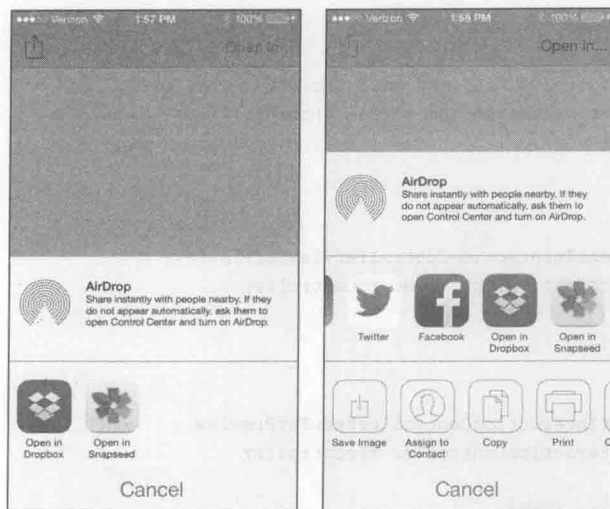 Verizon 1:57 PM 100%
Open in...
AirDrop
Share instantly with people nearby. If they
do not appear automatically, ask them to
open Control Center and turn on AirDrop.
Open in
Dropbox
Open in
Snapseed
Cancel
Verizon 1:58 PM 100%
Open in...
AirDrop
Share instantly with people nearby. If they
do not appear automatically, ask them to
open Control Center and turn on AirDrop.
Twitter
Facebook
Open in
Dropbox
Open in
Snapseed
Save Image
Assign to
Contact
Copy
Print
Cancel